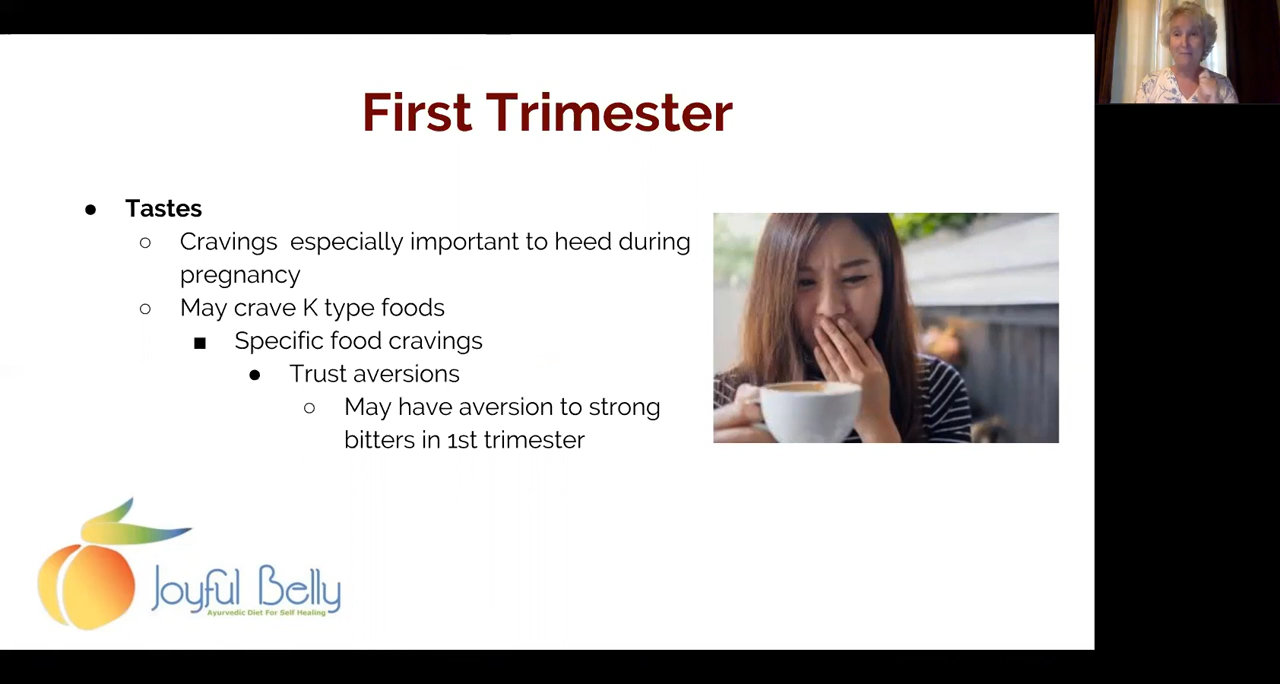 First Trimester
● Tastes
○ Cravings especially important to heed during
pregnancy
○ May crave K type foods
■ Specific food cravings
● Trust aversions
○ May have aversion to strong
bitters in 1st trimester
Joyful Belly
Ayurvedic Diet For Self Healing